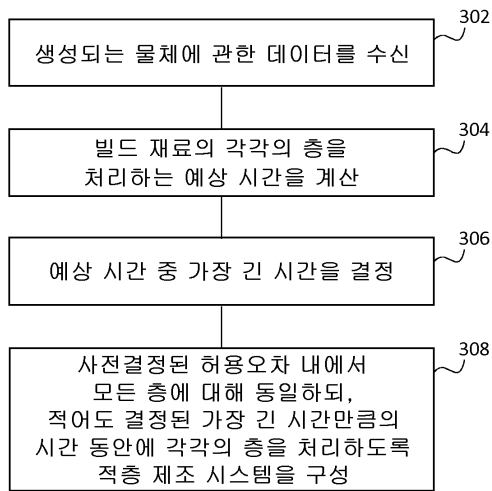 302
생성되는 물체에 관한 데이터를 수신
304
빌드 재료의 각각의 층을
처리하는 예상 시간을 계산
306
예상 시간 중 가장 긴 시간을 결정
308
사전결정된 허용오차 내에서
모든 층에 대해 동일하되,
적어도 결정된 가장 긴 시간만큼의
시간 동안에 각각의 층을 처리하도록
적층 제조 시스템을 구성